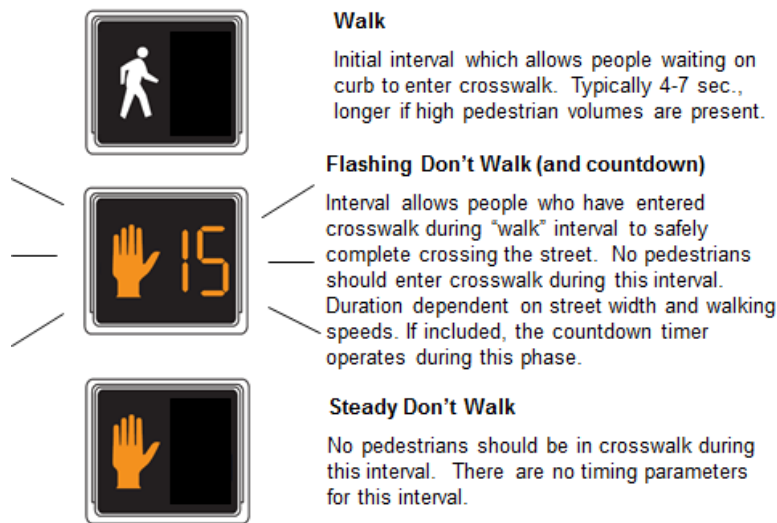 Walk
Initial interval which allows people waiting on
curb to enter crosswalk. Typically 4-7 sec.,
longer if high pedestrian volumes are present.
Flashing Don't Walk (and countdown)
Interval allows people who have entered
crosswalk during “walk” interval to safely
complete crossing the street. No pedestrians
should enter crosswalk during this interval.
Duration dependent on street width and walking
speeds. If included, the countdown timer
operates during this phase.
15
Steady Don't Walk
No pedestrians should be in crosswalk during
this interval. There are no timing parameters
for this interval.